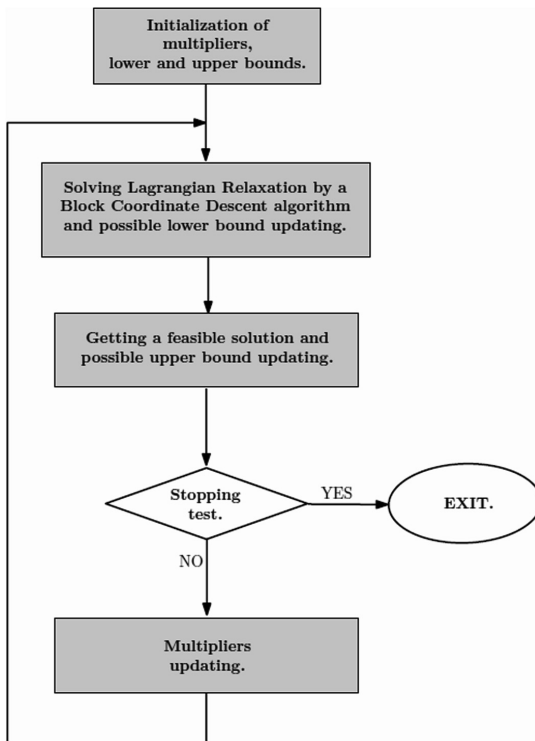 Initialization of
multipliers,
lower and upper bounds.
Solving Lagrangian Relaxation by a
Block Coordinate Descent algorithm
and possible lower bound updating.
Getting a feasible solution and
possible upper bound updating.
Stopping
test.
YES
EXIT.
NO
Multipliers
updating.